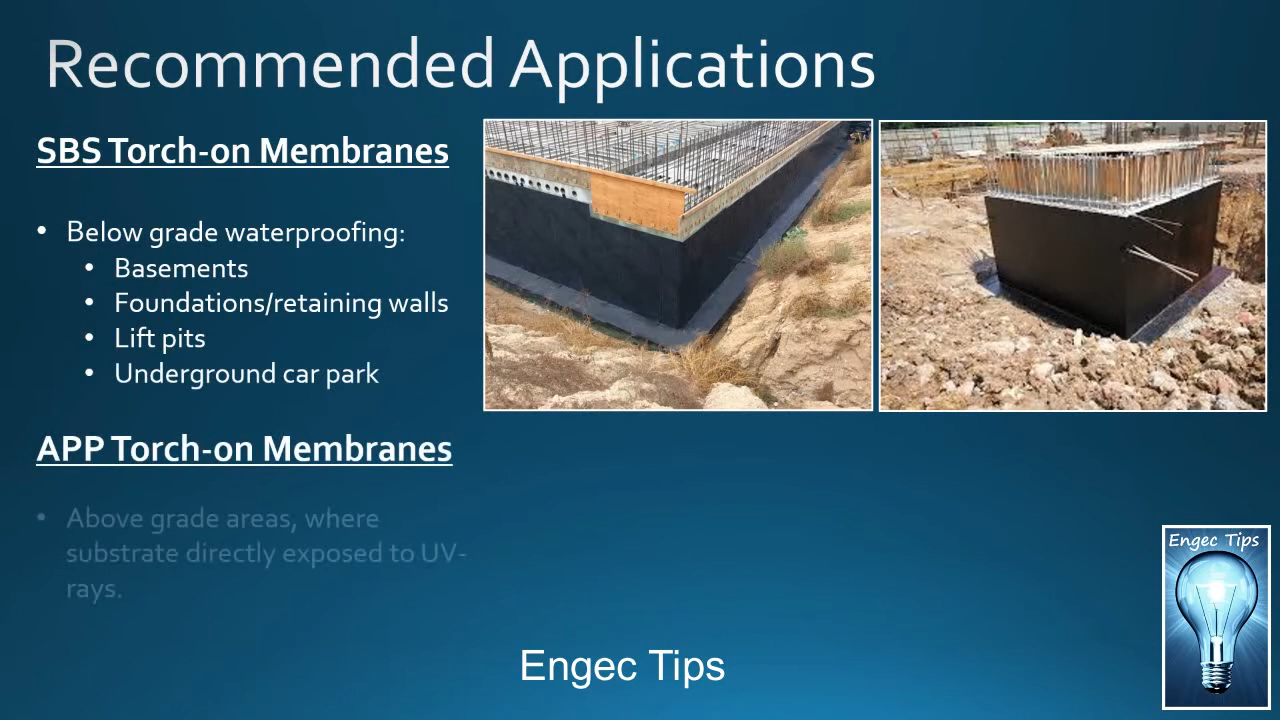 Recommended Applications
SBS Torch-on Membranes
• Below grade waterproofing:
• Basements
• Foundations/retaining walls
• Lift pits
• Underground car park
APP Torch-on Membranes
• Above grade areas, where
substrate directly exposed to UV-
rays.
Engec Tips
Engec Tips